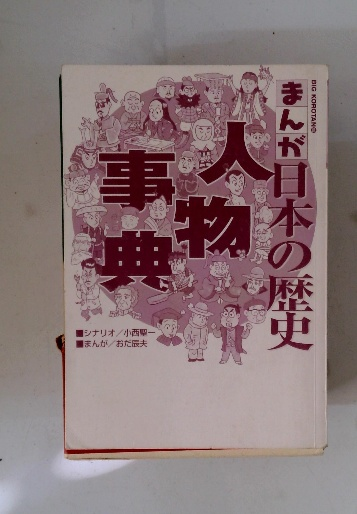 BIG KOROTAN
まんが
日本の歴史
人物
事典
■シナリオ／小西聖一
■まんが／おだ辰夫